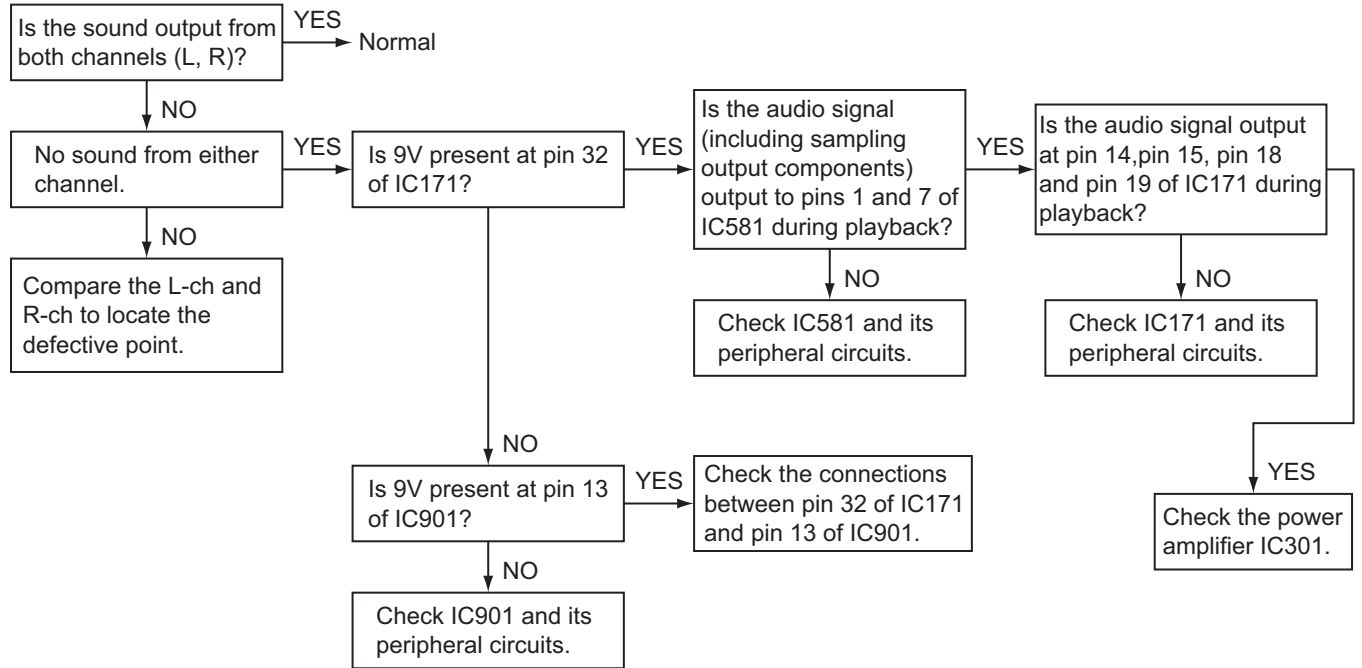 Is the sound output from
both channels (L, R)?
YES
Normal
NO
No sound from either
channel.
YES
Is 9V present at pin 32
of IC171?
YES
Is the audio signal
(including sampling
output components)
output to pins 1 and 7 of
IC581 during playback?
YES
Is the audio signal output
at pin 14,pin 15, pin 18
and pin 19 of IC171 during
playback?
NO
Compare the L-ch and
R-ch to locate the
defective point.
NO
Check IC581 and its
peripheral circuits.
NO
Check IC171 and its
peripheral circuits.
NO
Is 9V present at pin 13
of IC901?
YES
Check the connections
between pin 32 of IC171
and pin 13 of IC901.
YES
Check the power
amplifier IC301.
NO
Check IC901 and its
peripheral circuits.